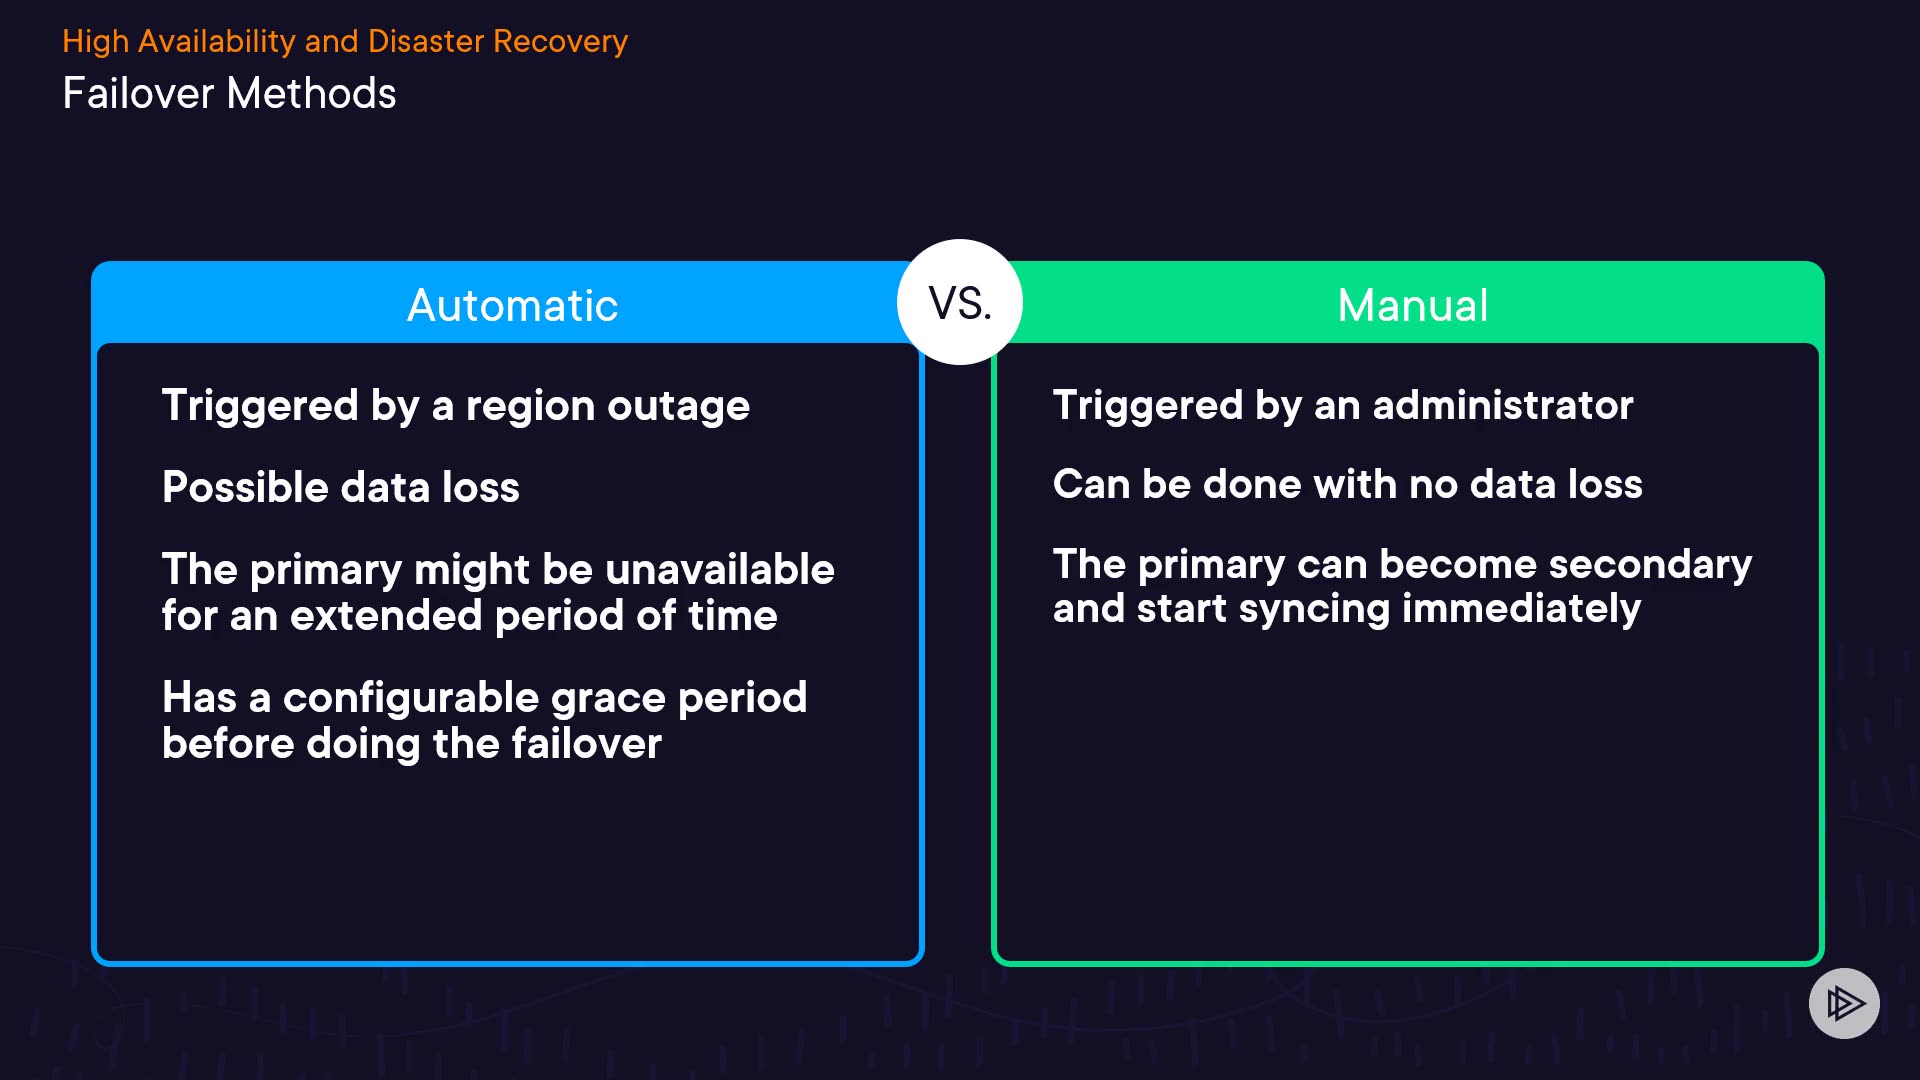 High Availability and Disaster Recovery
Failover Methods
Automatic
VS.
Manual
Triggered by a region outage
Possible data loss
The primary might be unavailable
for an extended period of time
Has a configurable grace period
before doing the failover
Triggered by an administrator
Can be done with no data loss
The primary can become secondary
and start syncing immediately